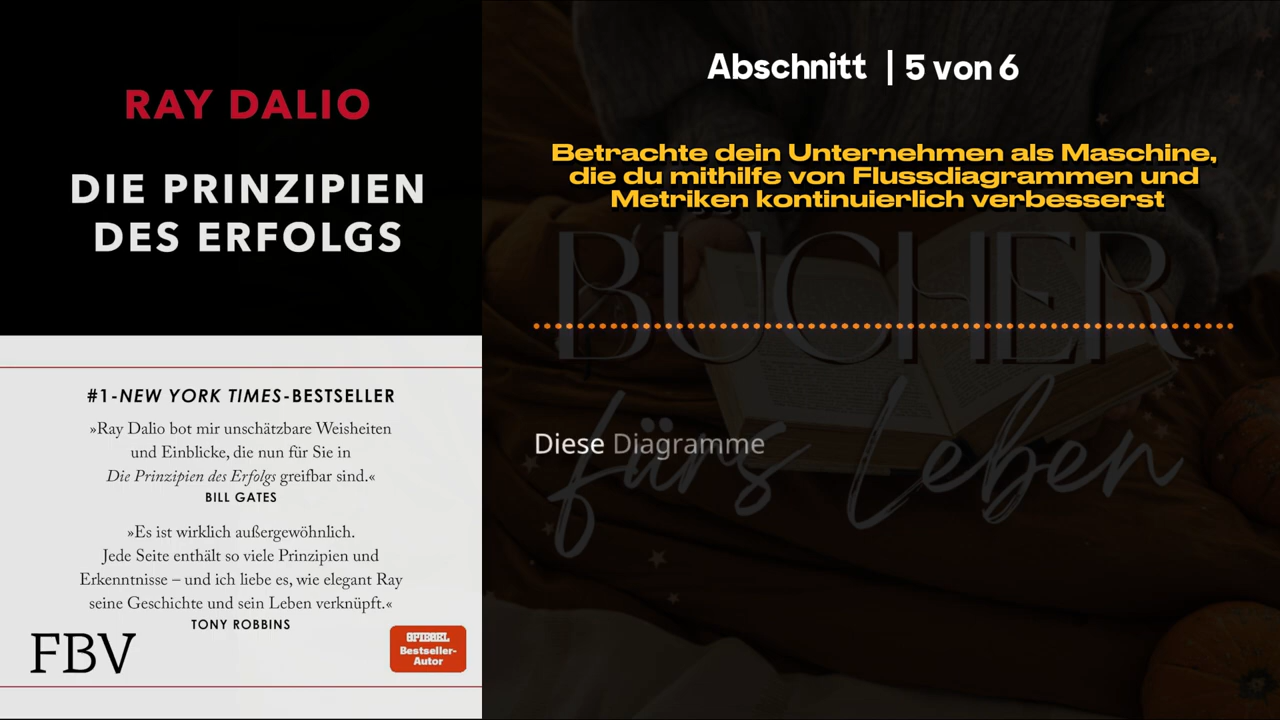 RAY DALIO
DIE PRINZIPIEN
DES ERFOLGS
#1-NEW YORK TIMES-BESTSELLER
»Ray Dalio bot mir unschätzbare Weisheiten
und Einblicke, die nun für Sie in
Die Prinzipien des Erfolgs greifbar sind.«
BILL GATES
»Es ist wirklich außergewöhnlich.
Jede Seite enthält so viele Prinzipien und
Erkenntnisse – und ich liebe es, wie elegant Ray
seine Geschichte und sein Leben verknüpft.«
TONY ROBBINS
FBV
SPIEGEL
Bestseller-
Autor
Abschnitt | 5 von 6
Betrachte dein Unternehmen als Maschine,
die du mithilfe von Flussdiagrammen und
Metriken kontinuierlich verbesserst
BÜCHER
fürs Leben
Diese Diagramme